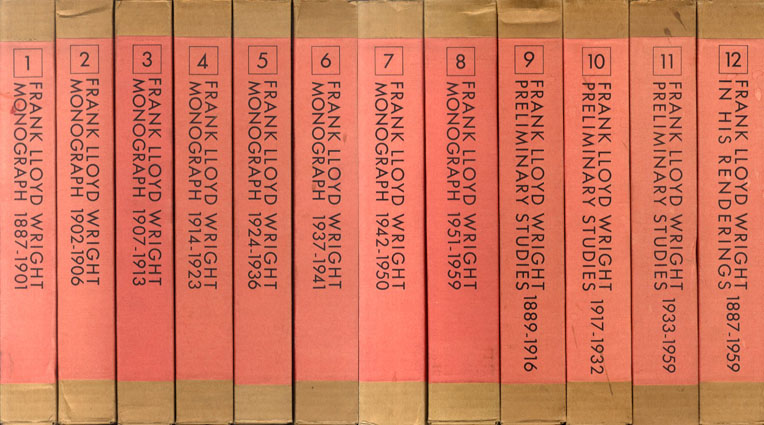 1
FRANK LLOYD WRIGHT
MONOGRAPH 1887-1901
2
FRANK LLOYD WRIGHT
MONOGRAPH 1902-1906
3
FRANK LLOYD WRIGHT
MONOGRAPH 1907-1913
4
FRANK LLOYD WRIGHT
MONOGRAPH 1914-1923
5
FRANK LLOYD WRIGHT
MONOGRAPH 1924-1936
6
FRANK LLOYD WRIGHT
MONOGRAPH 1937-1941
7
FRANK LLOYD WRIGHT
MONOGRAPH 1942-1950
8
FRANK LLOYD WRIGHT
MONOGRAPH 1951-1959
9
FRANK LLOYD WRIGHT
PRELIMINARY STUDIES 1889-1916
10
FRANK LLOYD WRIGHT
PRELIMINARY STUDIES 1917-1932
11
FRANK LLOYD WRIGHT
PRELIMINARY STUDIES 1933-1959
12
FRANK LLOYD WRIGHT
IN HIS RENDERINGS 1887-1959